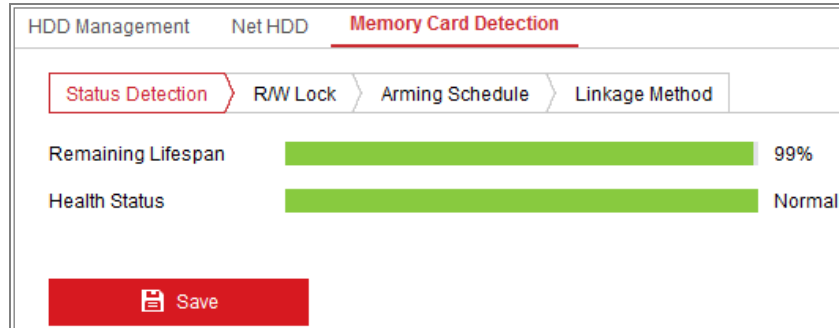 HDD Management Net HDD Memory Card Detection
Status Detection R/W Lock Arming Schedule Linkage Method
Remaining Lifespan 99%
Health Status Normal
Save